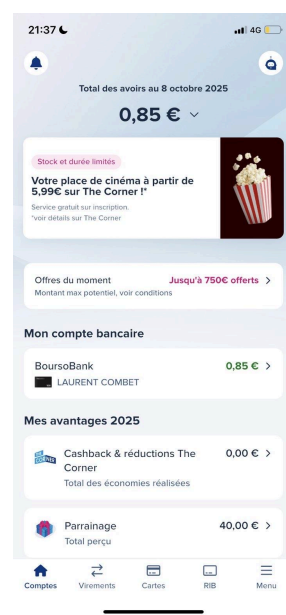 21:37
4G
Total des avoirs au 8 octobre 2025
0,85 €
Stock et durée limités
Votre place de cinéma à partir de
5,99€ sur The Corner !*
Service gratuit sur inscription.
*voir détails sur The Corner
Offres du moment
Jusqu'à 750€ offerts
Montant max potentiel, voir conditions
Mon compte bancaire
BoursoBank
0,85 €
LAURENT COMBET
Mes avantages 2025
Cashback & réductions The
Corner
0,00 €
Total des économies réalisées
Parrainage
40,00 €
Total perçu
Comptes
Virements
Cartes
RIB
Menu